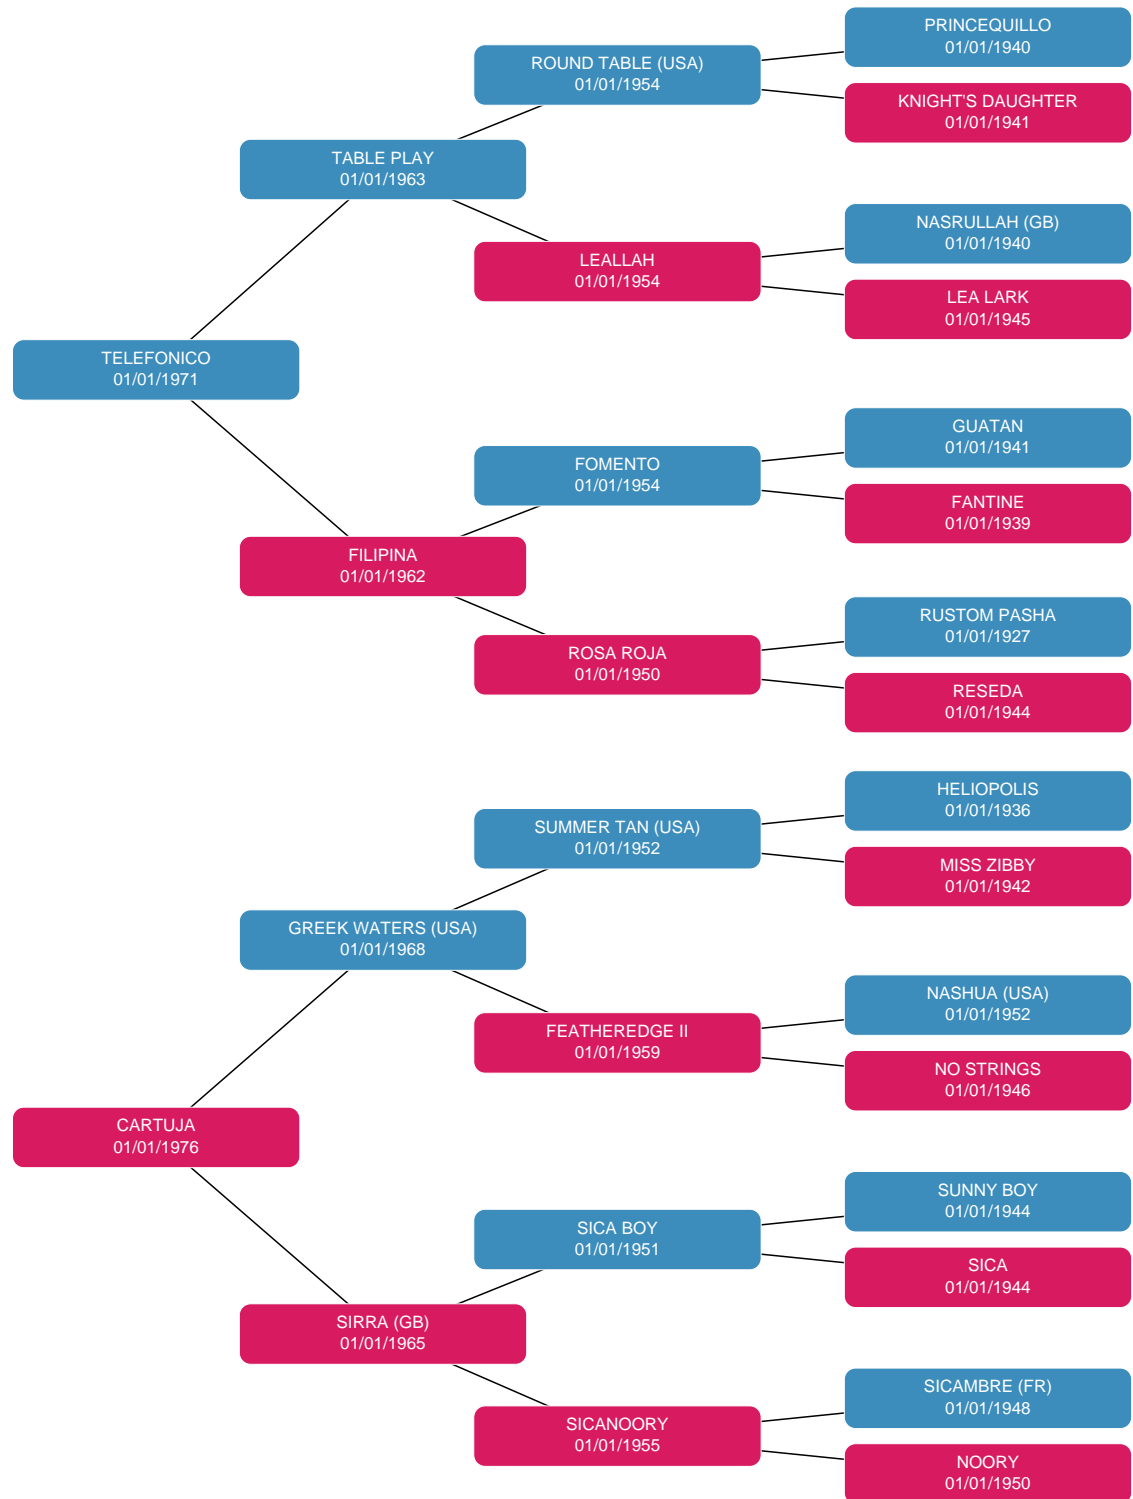 PRINCEQUILLO
01/01/1940
ROUND TABLE (USA)
01/01/1954
KNIGHT'S DAUGHTER
01/01/1941
TABLE PLAY
01/01/1963
NASRULLAH (GB)
01/01/1940
LEALLAH
01/01/1954
LEA LARK
01/01/1945
TELEFONICO
01/01/1971
GUATAN
01/01/1941
FOMENTO
01/01/1954
FANTINE
01/01/1939
FILIPINA
01/01/1962
RUSTOM PASHA
01/01/1927
ROSA ROJA
01/01/1950
RESEDA
01/01/1944
HELIOPOLIS
01/01/1936
SUMMER TAN (USA)
01/01/1952
MISS ZIBBY
01/01/1942
GREEK WATERS (USA)
01/01/1968
NASHUA (USA)
01/01/1952
FEATHEREDGE II
01/01/1959
NO STRINGS
01/01/1946
CARTUJA
01/01/1976
SUNNY BOY
01/01/1944
SICA BOY
01/01/1951
SICA
01/01/1944
SIRRA (GB)
01/01/1965
SICAMBRE (FR)
01/01/1948
SICANOORY
01/01/1955
NOORY
01/01/1950